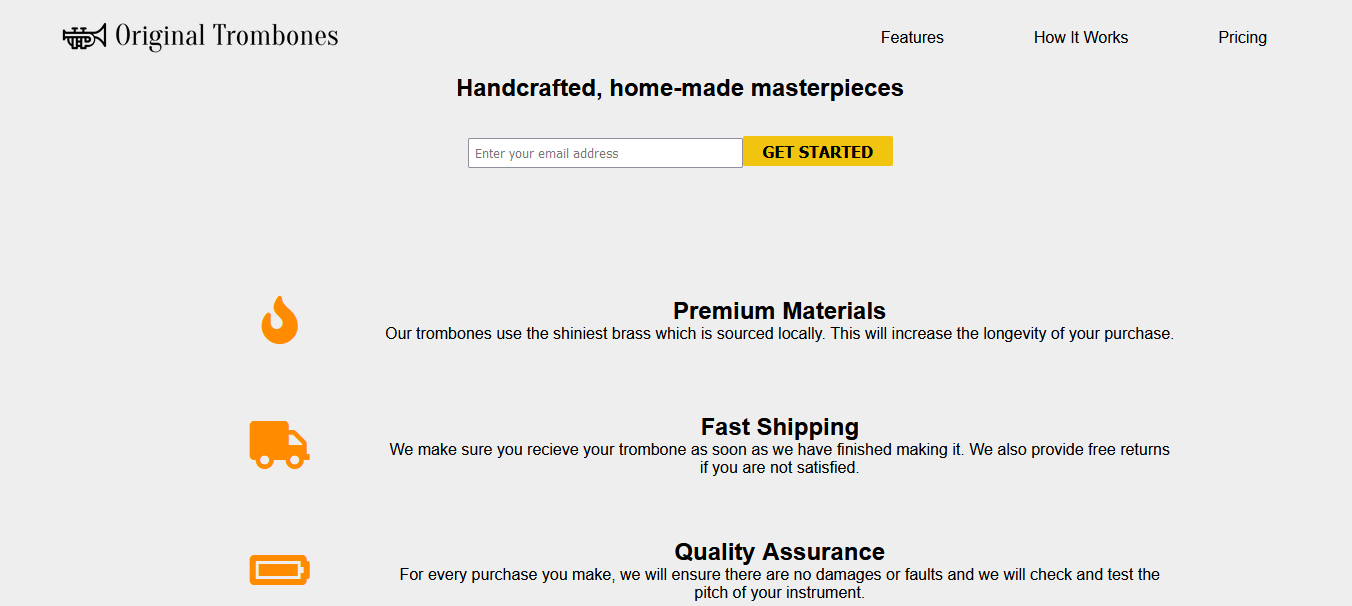 Original Trombones
Features
How It Works
Pricing
Handcrafted, home-made masterpieces
Enter your email address
GET STARTED
Premium Materials
Our trombones use the shiniest brass which is sourced locally. This will increase the longevity of your purchase.
Fast Shipping
We make sure you recieve your trombone as soon as we have finished making it. We also provide free returns
if you are not satisfied.
Quality Assurance
For every purchase you make, we will ensure there are no damages or faults and we will check and test the
pitch of your instrument.